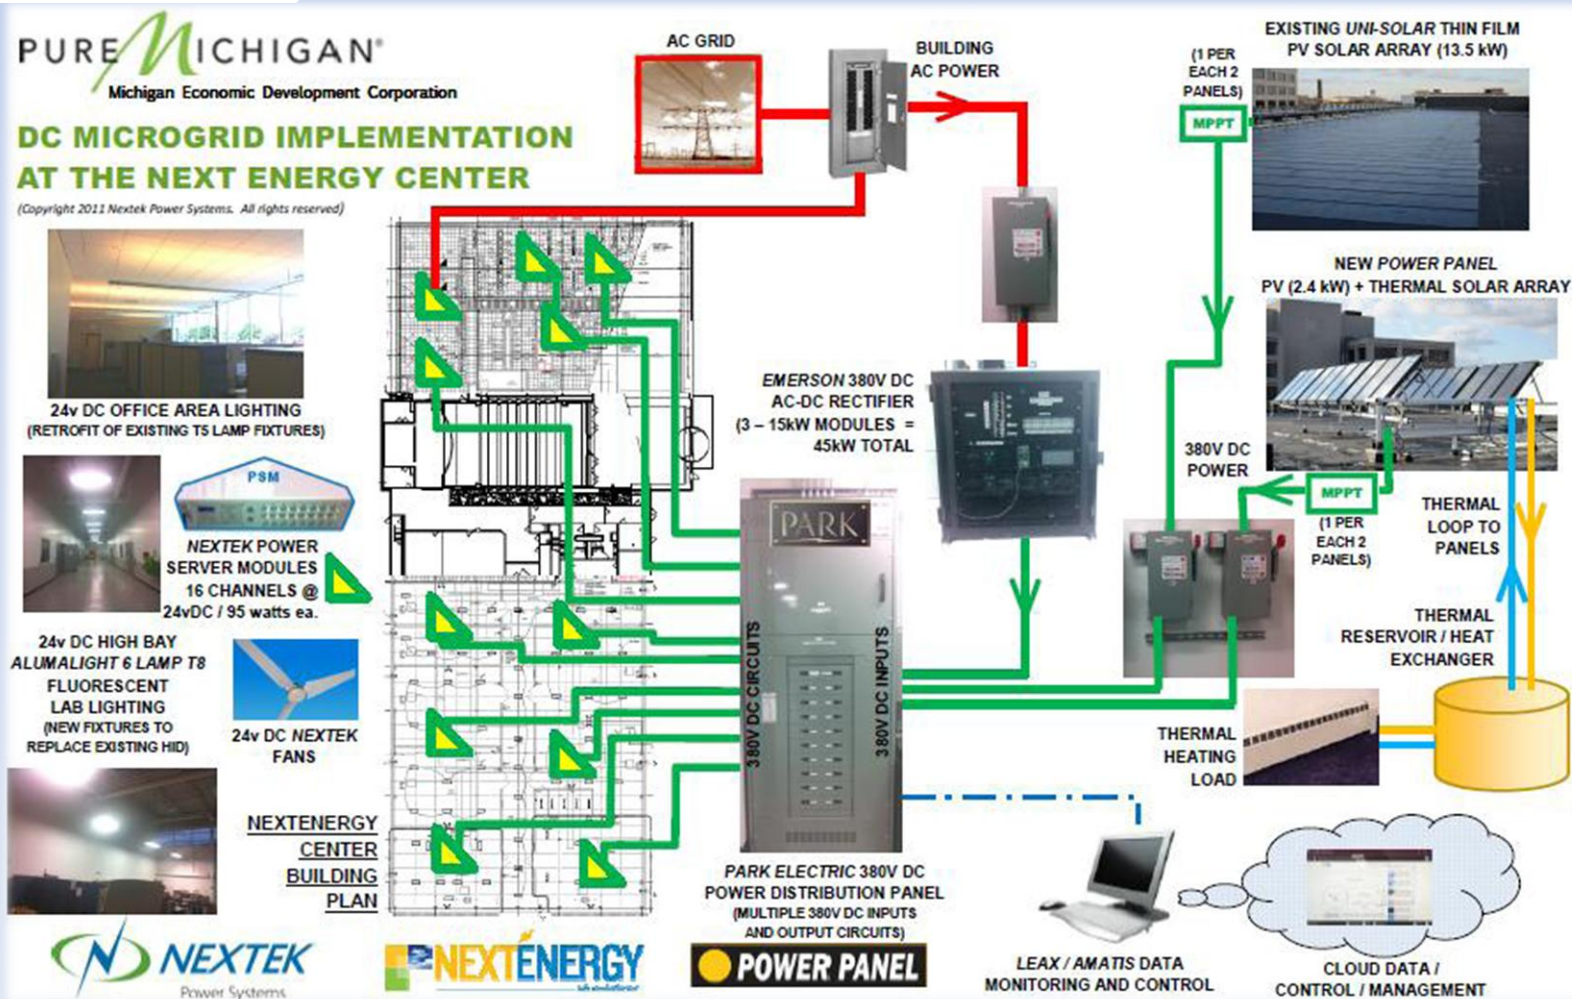 PURE MICHIGAN®
Michigan Economic Development Corporation
DC MICROGRID IMPLEMENTATION
AT THE NEXT ENERGY CENTER
(Copyright 2011 Nextek Power Systems. All rights reserved)
AC GRID
BUILDING
AC POWER
(1 PER
EACH 2
PANELS)
MPPT
EXISTING UNI-SOLAR THIN FILM
PV SOLAR ARRAY (13.5 kW)
NEW POWER PANEL
PV (2.4 kW) + THERMAL SOLAR ARRAY
24v DC OFFICE AREA LIGHTING
(RETROFIT OF EXISTING T5 LAMP FIXTURES)
EMERSON 380V DC
AC-DC RECTIFIER
(3 – 15kW MODULES =
45kW TOTAL
380V DC
POWER
MPPT
(1 PER
EACH 2
PANELS)
THERMAL
LOOP TO
PANELS
PSM
NEXTEK POWER
SERVER MODULES
16 CHANNELS @
24vDC / 95 watts ea.
PARK
380V DC CIRCUITS
380V DC INPUTS
THERMAL
RESERVOIR / HEAT
EXCHANGER
24v DC HIGH BAY
ALUMALIGHT 6 LAMP T8
FLUORESCENT
LAB LIGHTING
(NEW FIXTURES TO
REPLACE EXISTING HID)
24v DC NEXTEK
FANS
THERMAL
HEATING
LOAD
NEXTENERGY
CENTER
BUILDING
PLAN
PARK ELECTRIC 380V DC
POWER DISTRIBUTION PANEL
(MULTIPLE 380V DC INPUTS
AND OUTPUT CIRCUITS)
LEAX / AMATIS DATA
MONITORING AND CONTROL
CLOUD DATA /
CONTROL / MANAGEMENT
NEXTEK
Power Systems
NEXTENERGY
POWER PANEL